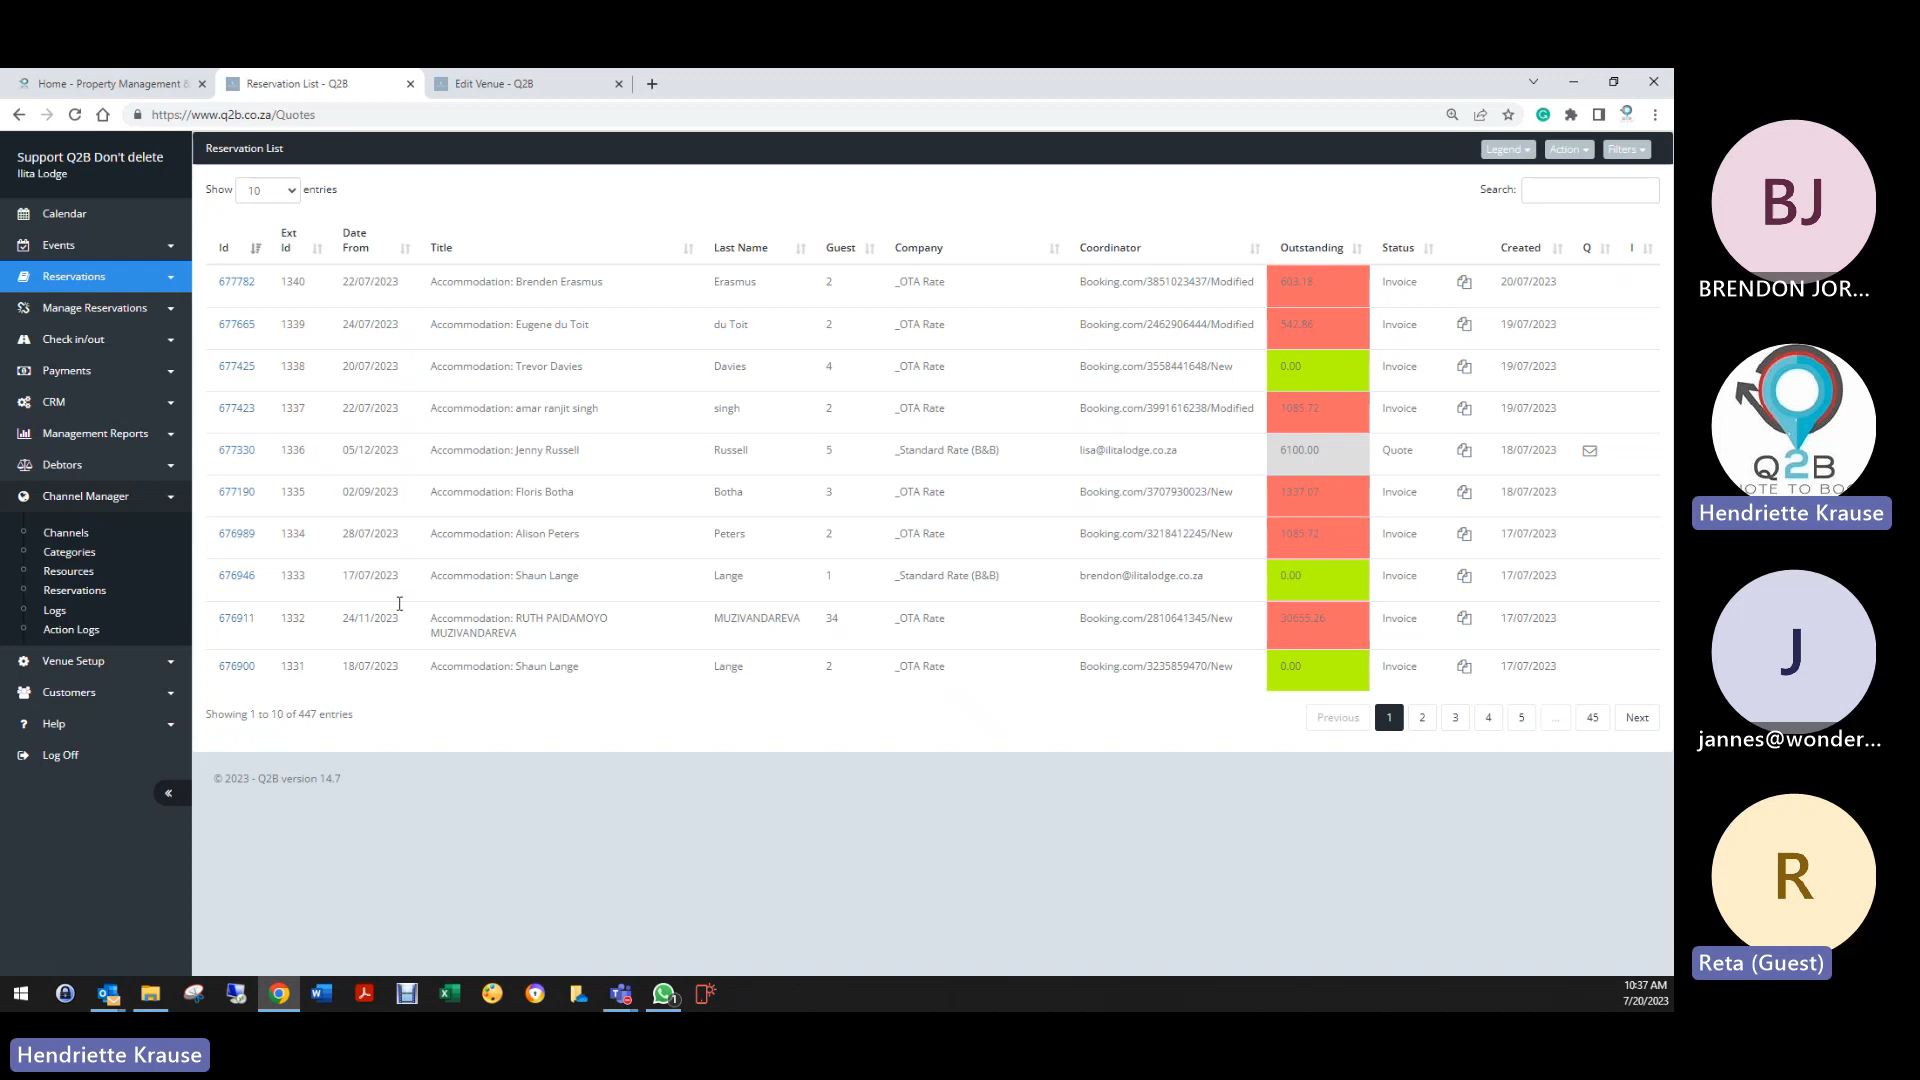 Home - Property Management &
Reservation List - Q2B
Edit Venue - Q2B
https://www.q2b.co.za/Quotes
Support Q2B Don't delete
Ilita Lodge
Calendar
Events
Reservations
Manage Reservations
Check in/out
Payments
CRM
Management Reports
Debtors
Channel Manager
Channels
Categories
Resources
Reservations
Logs
Action Logs
Venue Setup
Customers
Help
Log Off
Reservation List
Legend Action Filters
Show 10 entries
Search:
Id Ext Id Date From Title Last Name Guest Company Coordinator Outstanding Status Created Q I
677782 1340 22/07/2023 Accommodation: Brenden Erasmus Erasmus 2 _OTA Rate Booking.com/3851023437/Modified 603.18 Invoice 20/07/2023
677665 1339 24/07/2023 Accommodation: Eugene du Toit du Toit 2 _OTA Rate Booking.com/2462906444/Modified 542.86 Invoice 19/07/2023
677425 1338 20/07/2023 Accommodation: Trevor Davies Davies 4 _OTA Rate Booking.com/3558441648/New 0.00 Invoice 19/07/2023
677423 1337 22/07/2023 Accommodation: amar ranjit singh singh 2 _OTA Rate Booking.com/3991616238/Modified 1085.72 Invoice 19/07/2023
677330 1336 05/12/2023 Accommodation: Jenny Russell Russell 5 _Standard Rate (B&B) lisa@ilitalodge.co.za 6100.00 Quote 18/07/2023
677190 1335 02/09/2023 Accommodation: Floris Botha Botha 3 _OTA Rate Booking.com/3707930023/New 1337.07 Invoice 18/07/2023
676989 1334 28/07/2023 Accommodation: Alison Peters Peters 2 _OTA Rate Booking.com/3218412245/New 1085.72 Invoice 17/07/2023
676946 1333 17/07/2023 Accommodation: Shaun Lange Lange 1 _Standard Rate (B&B) brendon@ilitalodge.co.za 0.00 Invoice 17/07/2023
676911 1332 24/11/2023 Accommodation: RUTH PAIDAMOYO MUZIVANDAREVA MUZIVANDAREVA 34 _OTA Rate Booking.com/2810641345/New 30655.26 Invoice 17/07/2023
676900 1331 18/07/2023 Accommodation: Shaun Lange Lange 2 _OTA Rate Booking.com/3235859470/New 0.00 Invoice 17/07/2023
Showing 1 to 10 of 447 entries
Previous 1 2 3 4 5 ... 45 Next
© 2023 - Q2B version 14.7
10:37 AM
7/20/2023
BJ
BRENDON JOR...
Q2B
Hendriette Krause
J
jannes@wonder...
R
Reta (Guest)
Hendriette Krause